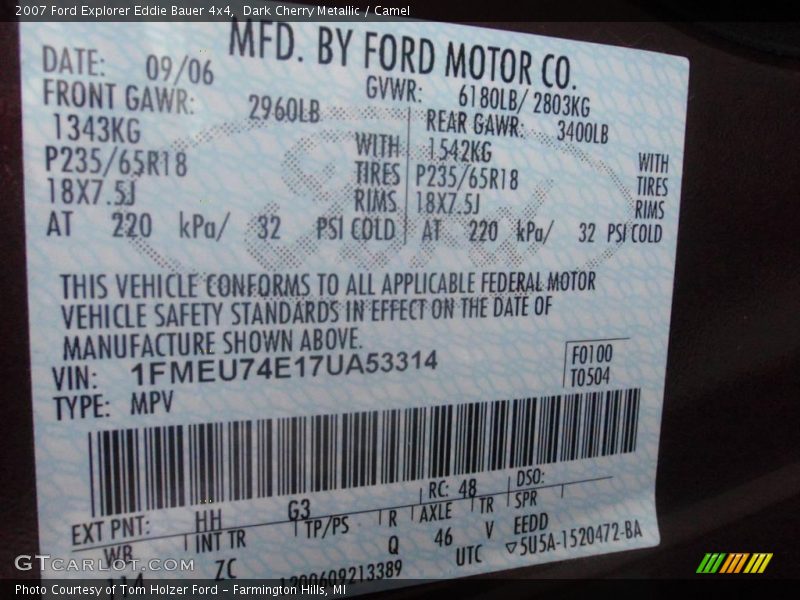 2007 Ford Explorer Eddie Bauer 4x4, Dark Cherry Metallic / Camel
MFD. BY FORD MOTOR CO.
DATE: 09/06 GVWR: 6180LB/ 2803KG
FRONT GAWR: 2960LB REAR GAWR: 3400LB
1343KG WITH 1542KG WITH
P235/65R18 TIRES P235/65R18 TIRES
18X7.5J RIMS 18X7.5J RIMS
AT 220 kPa/ 32 PSI COLD AT 220 kPa/ 32 PSI COLD
THIS VEHICLE CONFORMS TO ALL APPLICABLE FEDERAL MOTOR
VEHICLE SAFETY STANDARDS IN EFFECT ON THE DATE OF
MANUFACTURE SHOWN ABOVE.
VIN: 1FMEU74E17UA53314 F0100
TYPE: MPV T0504
EXT PNT: HH G3 RC: 48 DSO:
WB INT TR TP/PS R AXLE TR SPR
114 ZC Q 46 V EEDD
1200609213389 UTC ▽5U5A-1520472-BA
GTCARLOT.COM
Photo Courtesy of Tom Holzer Ford – Farmington Hills, MI